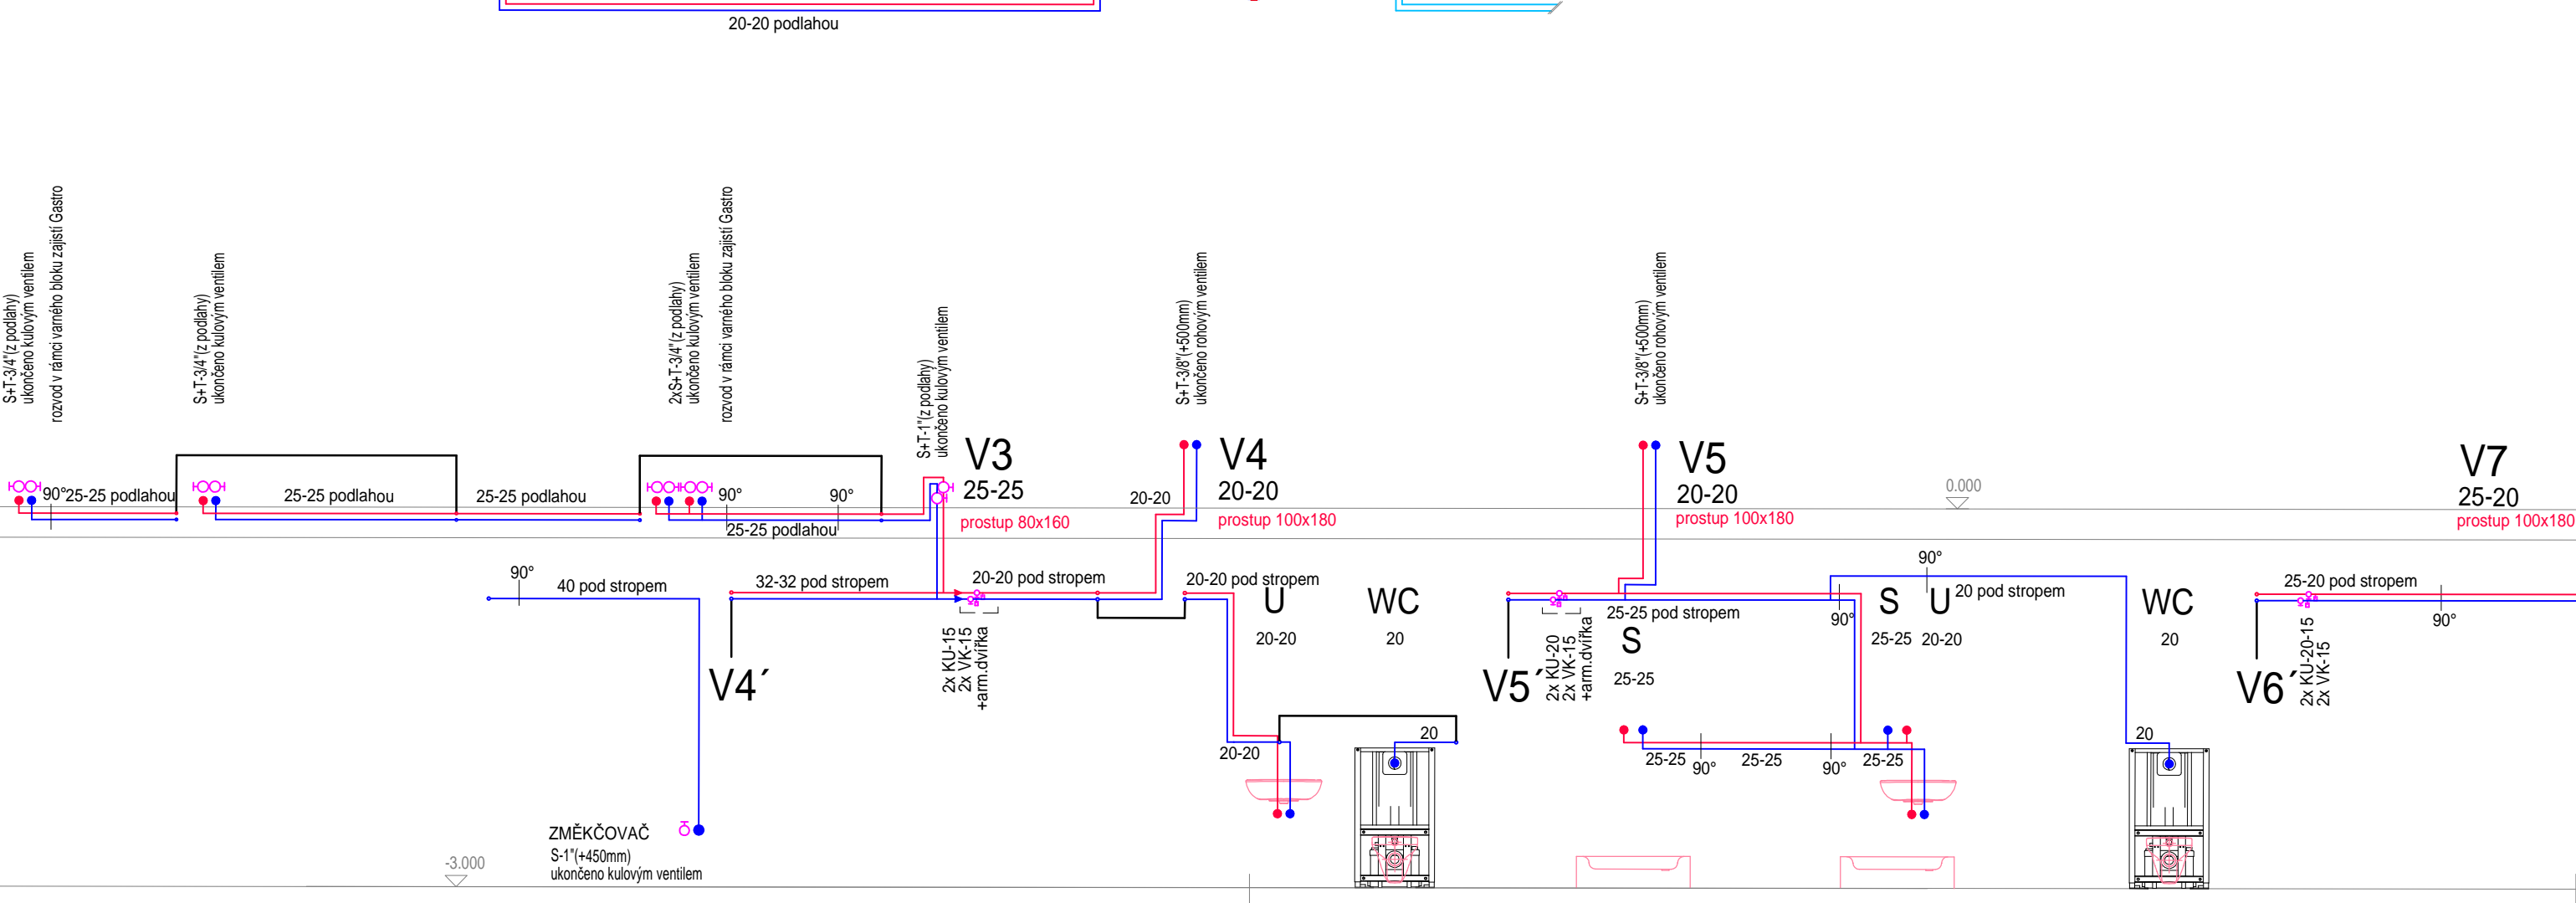 20-20 podlahou
S+T-3/4"(z podlahy)
ukončeno kulovým ventilem
rozvod v rámci varného bloku zajistí Gastro
S+T-3/4"(z podlahy)
ukončeno kulovým ventilem
2xS+T-3/4"(z podlahy)
ukončeno kulovým ventilem
rozvod v rámci varného bloku zajistí Gastro
S+T-1"(z podlahy)
ukončeno kulovým ventilem
S+T-3/8"(+500mm)
ukončeno rohovým ventilem
S+T-3/8"(+500mm)
ukončeno rohovým ventilem
90°
25-25 podlahou
25-25 podlahou
25-25 podlahou
90°
90°
25-25 podlahou
V3
25-25
prostup 80x160
20-20
V4
20-20
prostup 100x180
V5
20-20
prostup 100x180
0.000
V7
25-20
prostup 100x180
90°
40 pod stropem
32-32 pod stropem
20-20 pod stropem
20-20 pod stropem
U
20-20
WC
20
25-25 pod stropem
90°
S
25-25
S
25-25
U
20-20
90°
20 pod stropem
WC
20
25-20 pod stropem
90°
V4´
2x KU-15
2x VK-15
+arm.dvířka
V5´
2x KU-20
2x VK-15
+arm.dvířka
V6´
2x KU-20-15
2x VK-15
20-20
20
25-25
90°
25-25
90°
25-25
20
ZMĚKČOVAČ
S-1"(+450mm)
ukončeno kulovým ventilem
-3.000